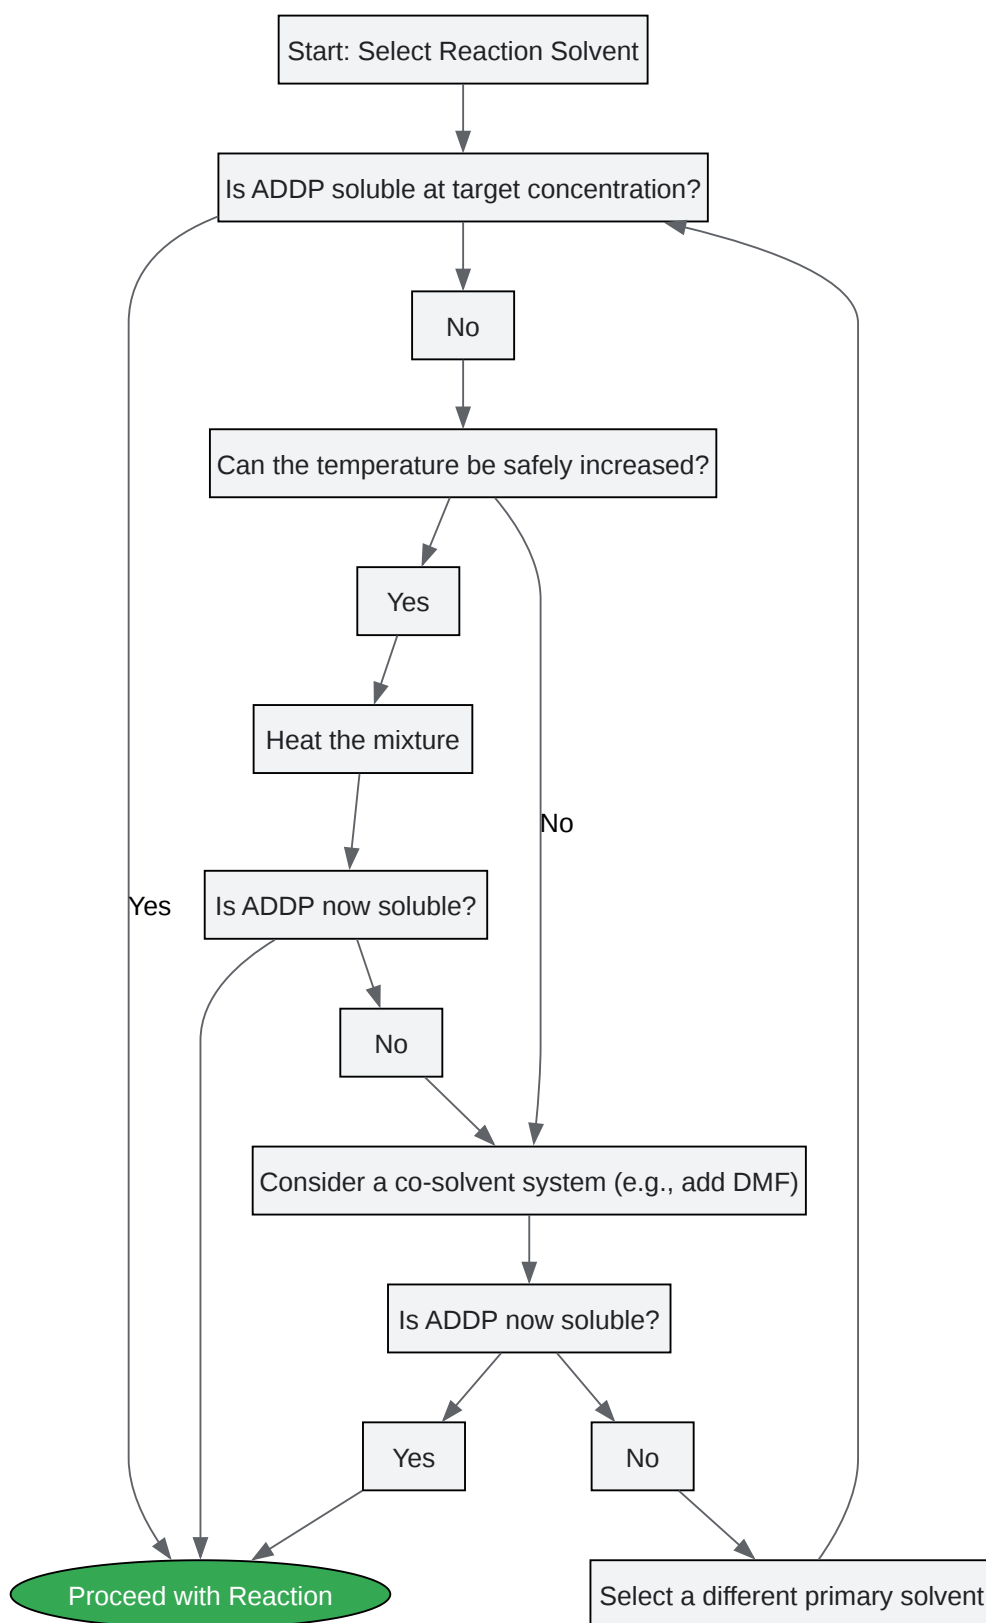 Start: Select Reaction Solvent
Is ADDP soluble at target concentration?
No
Can the temperature be safely increased?
Yes
Heat the mixture
No
Yes
Is ADDP now soluble?
No
Consider a co-solvent system (e.g., add DMF)
Is ADDP now soluble?
Yes
No
Proceed with Reaction
Select a different primary solvent